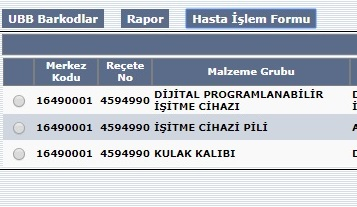 UBB Barkodlar Rapor Hasta İşlem Formu
Merkez Kodu Reçete No Malzeme Grubu
16490001 4594990 DİJİTAL PROGRAMLANABİLİR İŞİTME CİHAZI
16490001 4594990 İŞİTME CİHAZI PİLİ
16490001 4594990 KULAK KALIBI